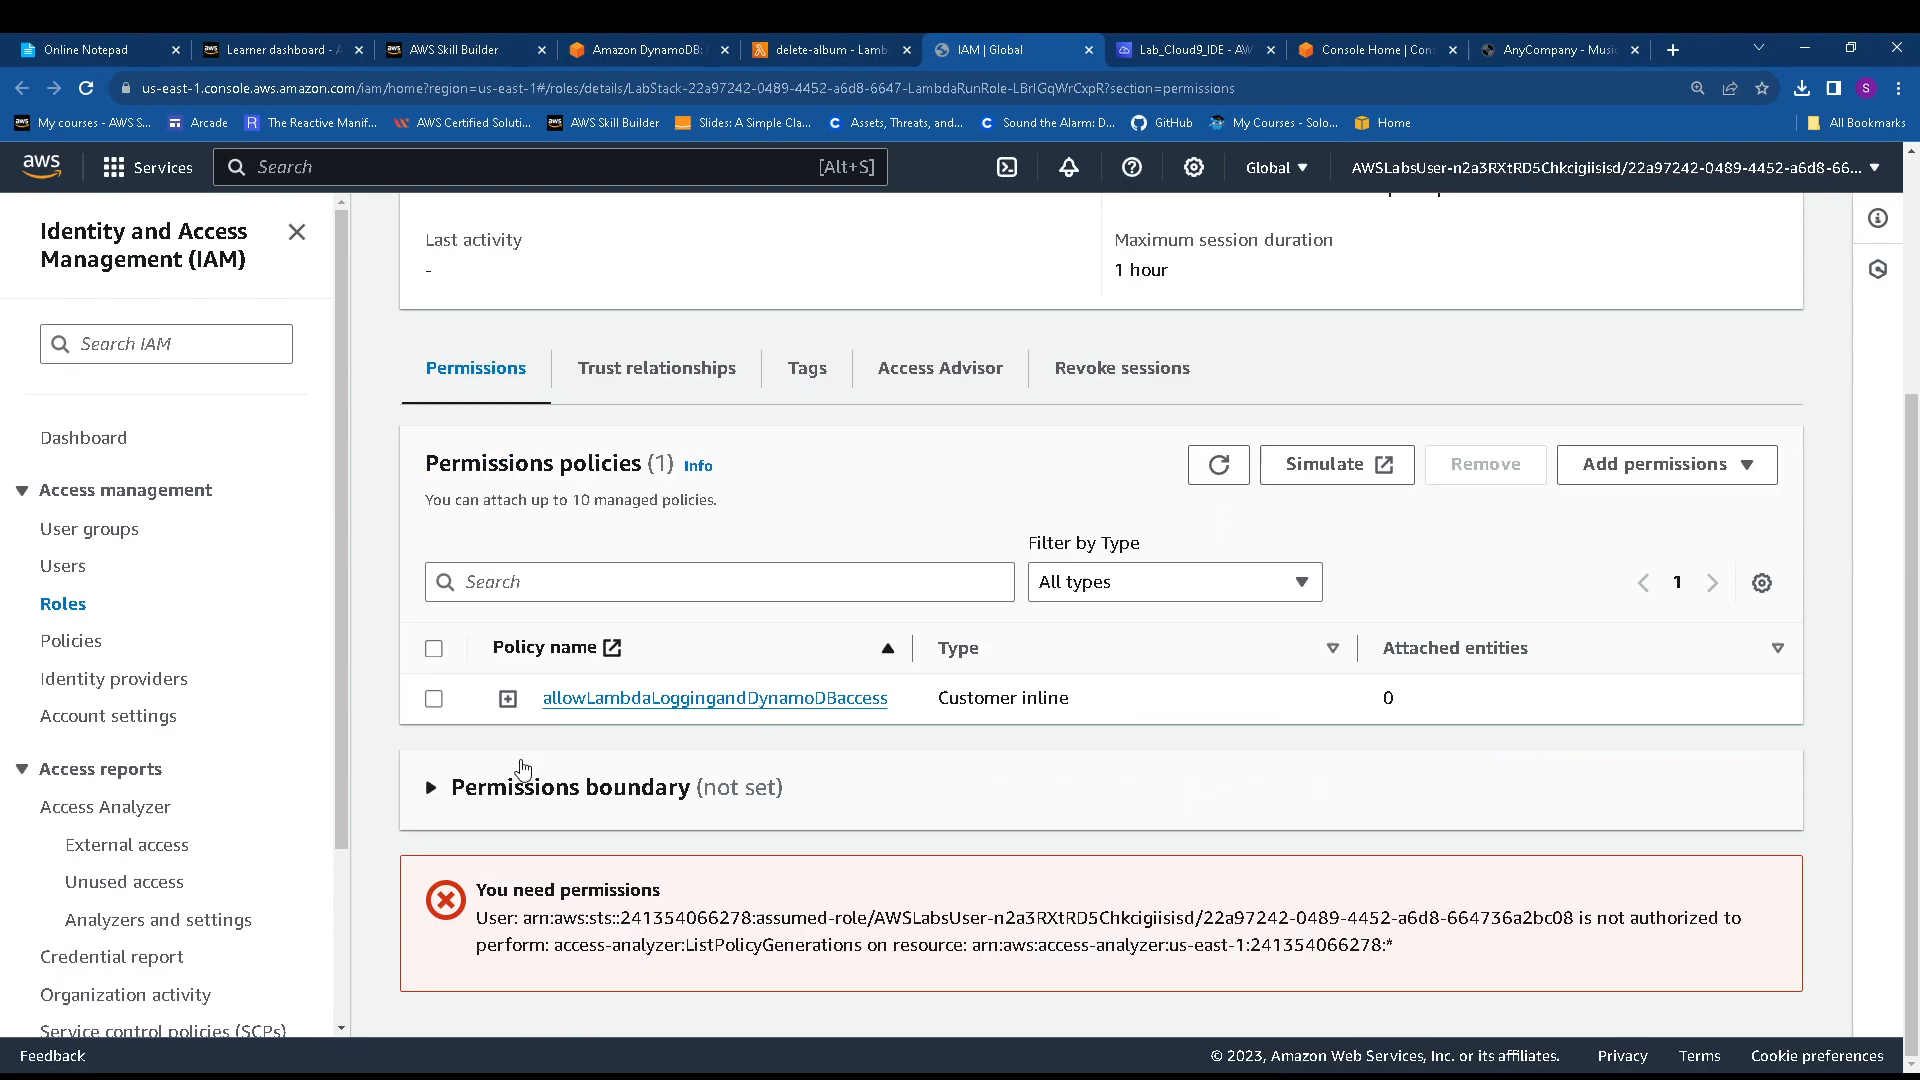 Online Notepad
Learner dashboard - A
AWS Skill Builder
Amazon DynamoDB:
delete-album - Lamb
IAM | Global
Lab_Cloud9_IDE - AW
Console Home | Con
AnyCompany - Music
us-east-1.console.aws.amazon.com/iam/home?region=us-east-1#/roles/details/LabStack-22a97242-0489-4452-a6d8-6647-LambdaRunRole-LBrIGqWrCxpR?section=permissions
S
My courses - AWS S...
Arcade
The Reactive Manif...
AWS Certified Soluti...
AWS Skill Builder
Slides: A Simple Cla...
Assets, Threats, and...
Sound the Alarm: D...
GitHub
My Courses - Solo...
Home
All Bookmarks
aws
Services
Search
[Alt+S]
Global
AWSLabsUser-n2a3RXtRD5Chkcigiisisd/22a97242-0489-4452-a6d8-66...
Identity and Access
Management (IAM)
Search IAM
Dashboard
Access management
User groups
Users
Roles
Policies
Identity providers
Account settings
Access reports
Access Analyzer
External access
Unused access
Analyzers and settings
Credential report
Organization activity
Service control policies (SCPs)
Last activity
-
Maximum session duration
1 hour
Permissions
Trust relationships
Tags
Access Advisor
Revoke sessions
Permissions policies (1) Info
You can attach up to 10 managed policies.
Simulate
Remove
Add permissions
Filter by Type
Search
All types
1
Policy name
Type
Attached entities
allowLambdaLoggingandDynamoDBaccess
Customer inline
0
Permissions boundary (not set)
You need permissions
User: arn:aws:sts::241354066278:assumed-role/AWSLabsUser-n2a3RXtRD5Chkcigiisisd/22a97242-0489-4452-a6d8-664736a2bc08 is not authorized to
perform: access-analyzer:ListPolicyGenerations on resource: arn:aws:access-analyzer:us-east-1:241354066278:*
Feedback
© 2023, Amazon Web Services, Inc. or its affiliates.
Privacy
Terms
Cookie preferences